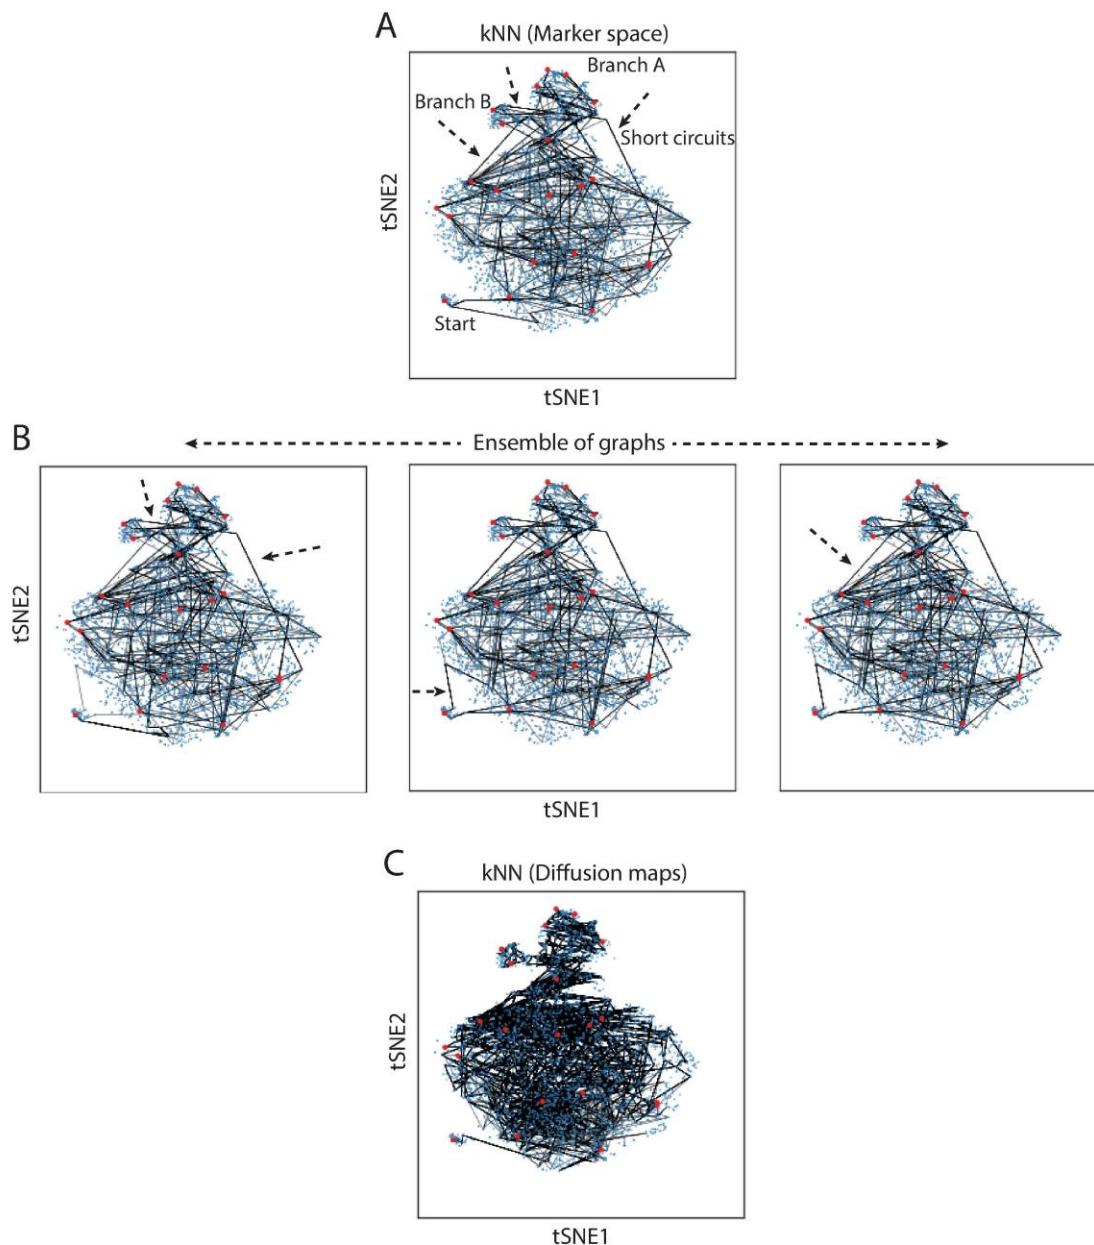 A
kNN (Marker space)
Branch A
Branch B
Short circuits
tSNE2
Start
tSNE1
B
Ensemble of graphs
tSNE2
tSNE1
C
kNN (Diffusion maps)
tSNE2
tSNE1